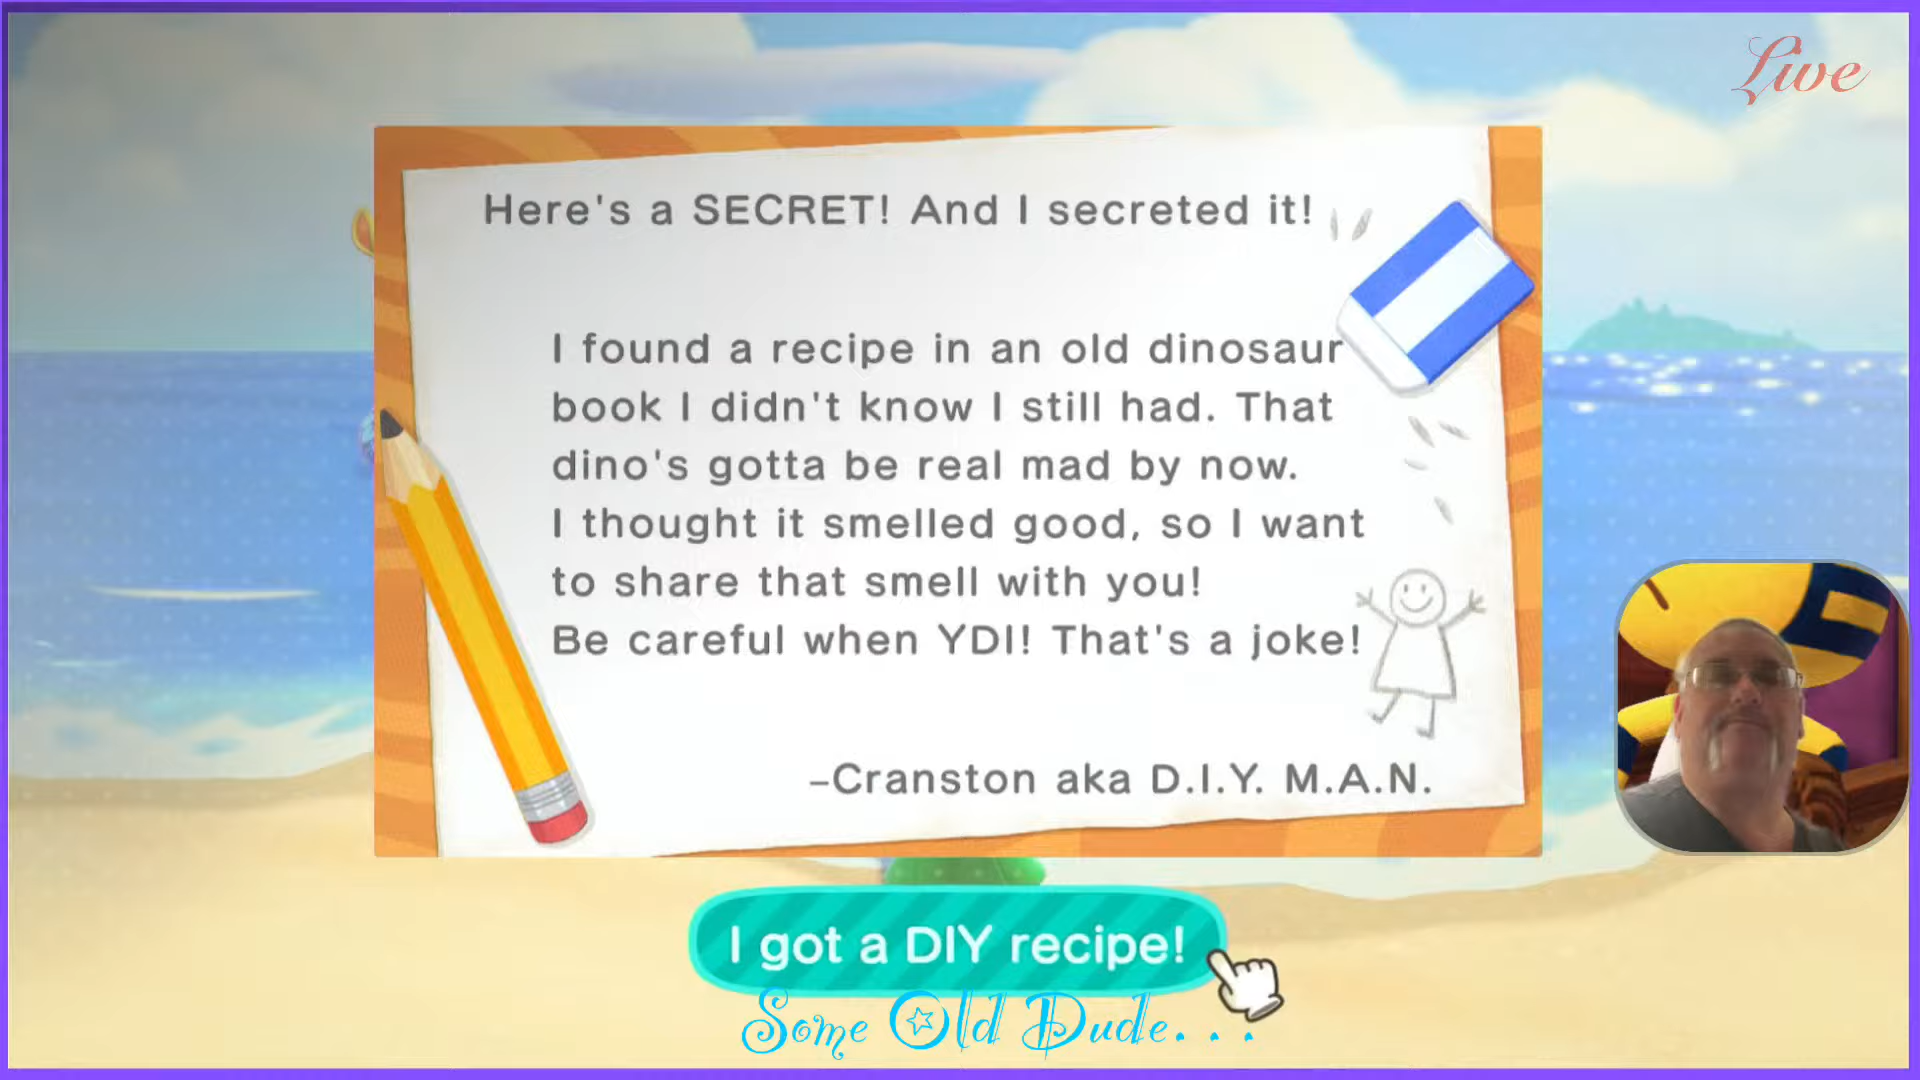 Live
Here's a SECRET! And I secreted it!
I found a recipe in an old dinosaur
book I didn't know I still had. That
dino's gotta be real mad by now.
I thought it smelled good, so I want
to share that smell with you!
Be careful when YDI! That's a joke!
–Cranston aka D.I.Y. M.A.N.
I got a DIY recipe!
Some Old Dude...